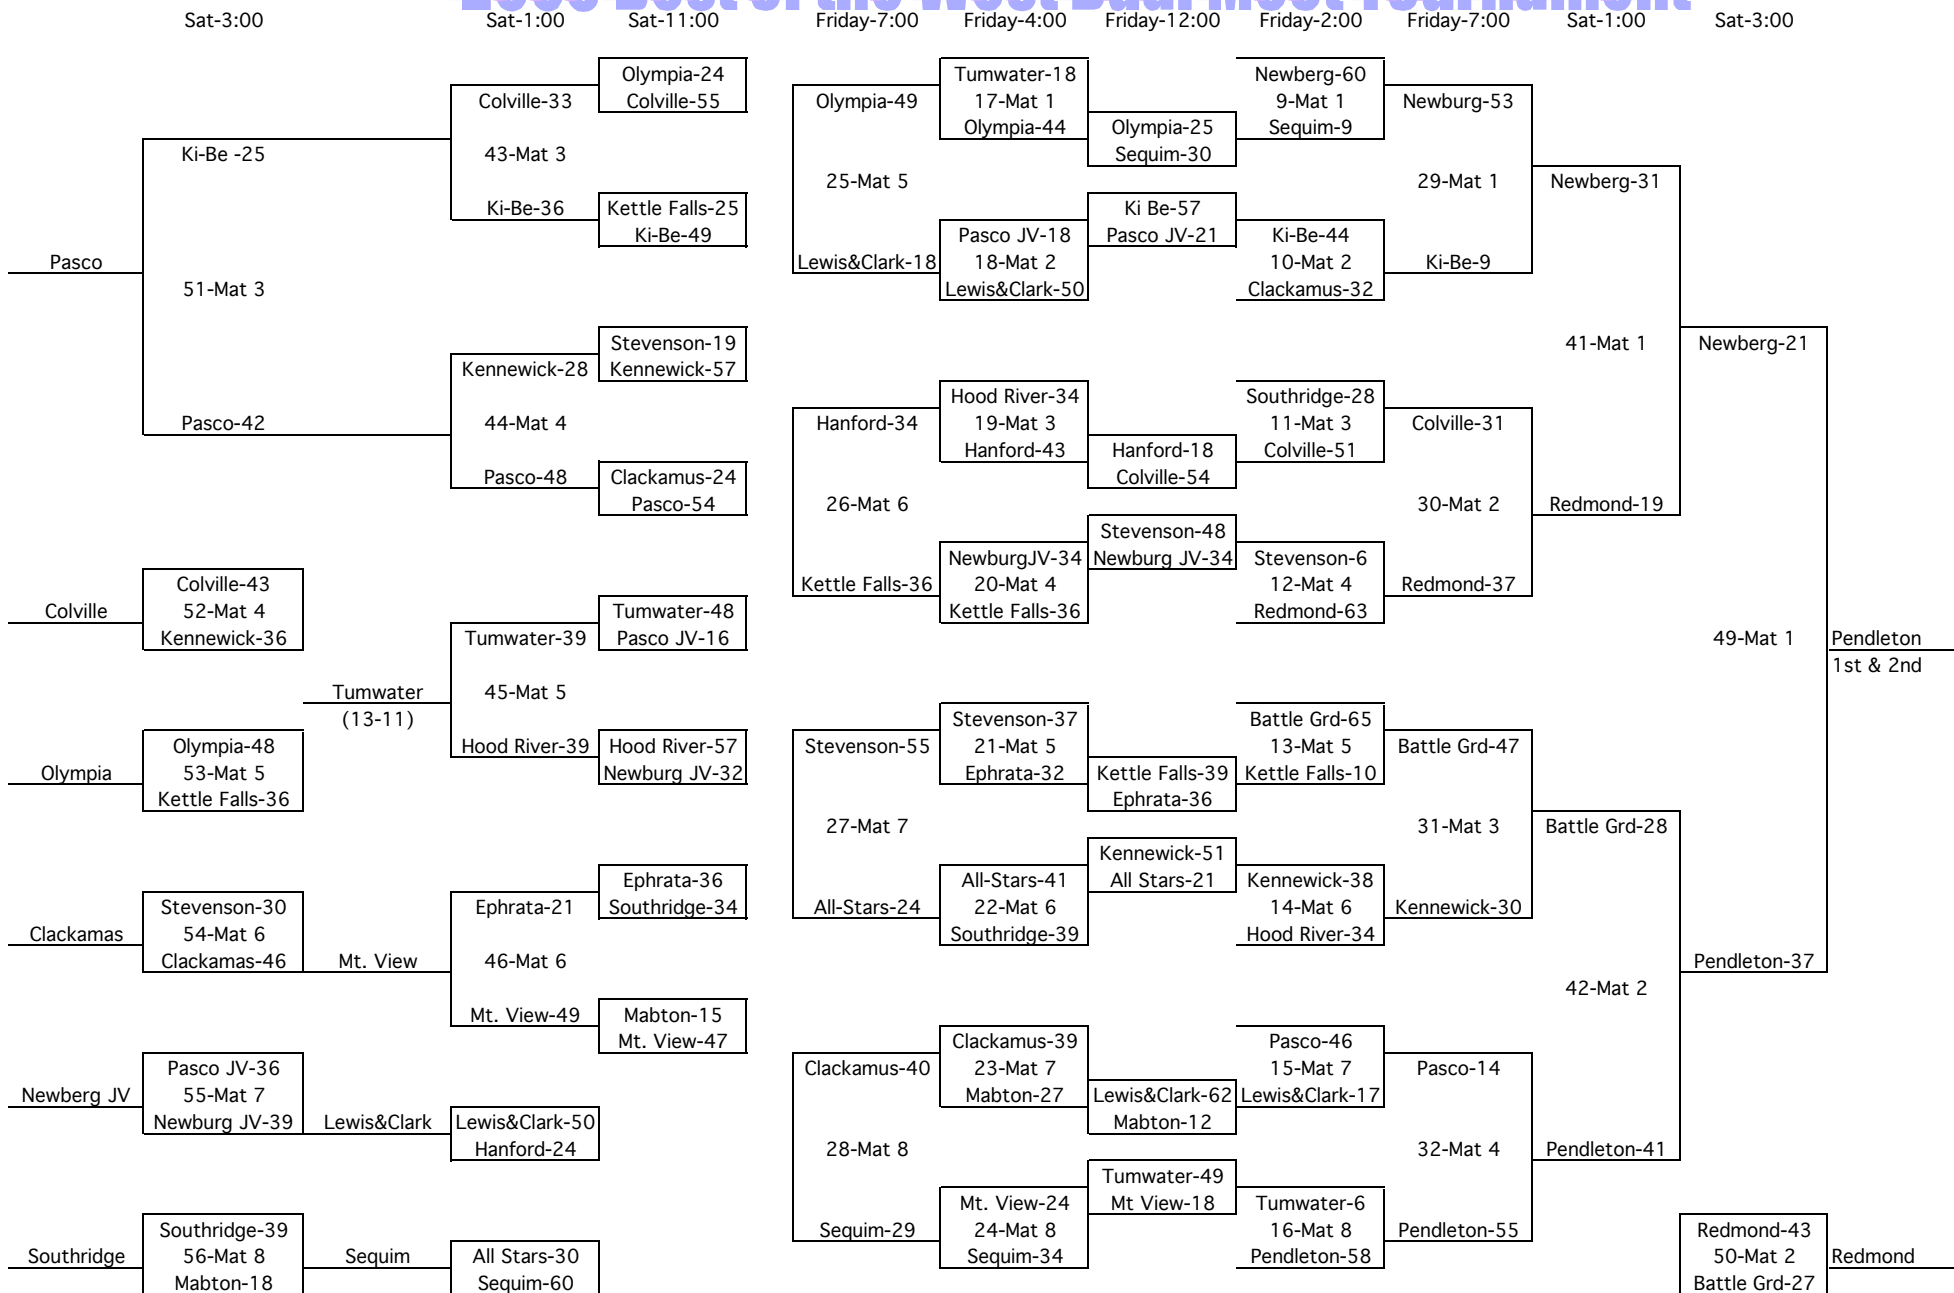 Sat-3:00 Sat-1:00 Sat-11:00 Friday-7:00 Friday-4:00 Friday-12:00 Friday-2:00 Friday-7:00 Sat-1:00 Sat-3:00
Olympia-24 Tumwater-18 Newberg-60
Colville-33 Colville-55 Olympia-49 17-Mat 1 9-Mat 1 Newburg-53
Olympia-44 Olympia-25 Sequim-9
Ki-Be -25 43-Mat 3 Sequim-30
25-Mat 5 29-Mat 1 Newberg-31
Ki-Be-36 Kettle Falls-25 Ki Be-57
Ki-Be-49 Pasco JV-18 Pasco JV-21 Ki-Be-44
Pasco Lewis&Clark-18 18-Mat 2 10-Mat 2 Ki-Be-9
51-Mat 3 Lewis&Clark-50 Clackamus-32
Stevenson-19 41-Mat 1 Newberg-21
Kennewick-28 Kennewick-57
Hood River-34 Southridge-28
Pasco-42 44-Mat 4 Hanford-34 19-Mat 3 11-Mat 3 Colville-31
Hanford-43 Hanford-18 Colville-51
Pasco-48 Clackamus-24 Colville-54
Pasco-54 26-Mat 6 30-Mat 2 Redmond-19
Stevenson-48
NewburgJV-34 Newburg JV-34 Stevenson-6
Colville-43 Kettle Falls-36 20-Mat 4 12-Mat 4 Redmond-37
Colville 52-Mat 4 Tumwater-48 Kettle Falls-36 Redmond-63
Kennewick-36 Tumwater-39 Pasco JV-16 49-Mat 1 Pendleton
1st & 2nd
Tumwater 45-Mat 5
(13-11) Stevenson-37 Battle Grd-65
Olympia-48 Hood River-39 Hood River-57 Stevenson-55 21-Mat 5 13-Mat 5 Battle Grd-47
Olympia 53-Mat 5 Newburg JV-32 Ephrata-32 Kettle Falls-39 Kettle Falls-10
Kettle Falls-36 Ephrata-36
27-Mat 7 31-Mat 3 Battle Grd-28
Kennewick-51
Ephrata-36 All-Stars-41 All Stars-21 Kennewick-38
Stevenson-30 Ephrata-21 Southridge-34 All-Stars-24 22-Mat 6 14-Mat 6 Kennewick-30
Clackamas 54-Mat 6 Southridge-39 Hood River-34
Clackamas-46 Mt. View 46-Mat 6 Pendleton-37
42-Mat 2
Mt. View-49 Mabton-15
Mt. View-47 Clackamus-39 Pasco-46
Pasco JV-36 Clackamus-40 23-Mat 7 15-Mat 7 Pasco-14
Newberg JV 55-Mat 7 Mabton-27 Lewis&Clark-62 Lewis&Clark-17
Newburg JV-39 Lewis&Clark Lewis&Clark-50 Mabton-12
Hanford-24 28-Mat 8 32-Mat 4 Pendleton-41
Tumwater-49
Mt. View-24 Mt View-18 Tumwater-6
Southridge-39 Sequim-29 24-Mat 8 16-Mat 8 Pendleton-55 Redmond-43
Southridge 56-Mat 8 Sequim All Stars-30 Sequim-34 Pendleton-58 50-Mat 2 Redmond
Mabton-18 Sequim-60 Battle Grd-27